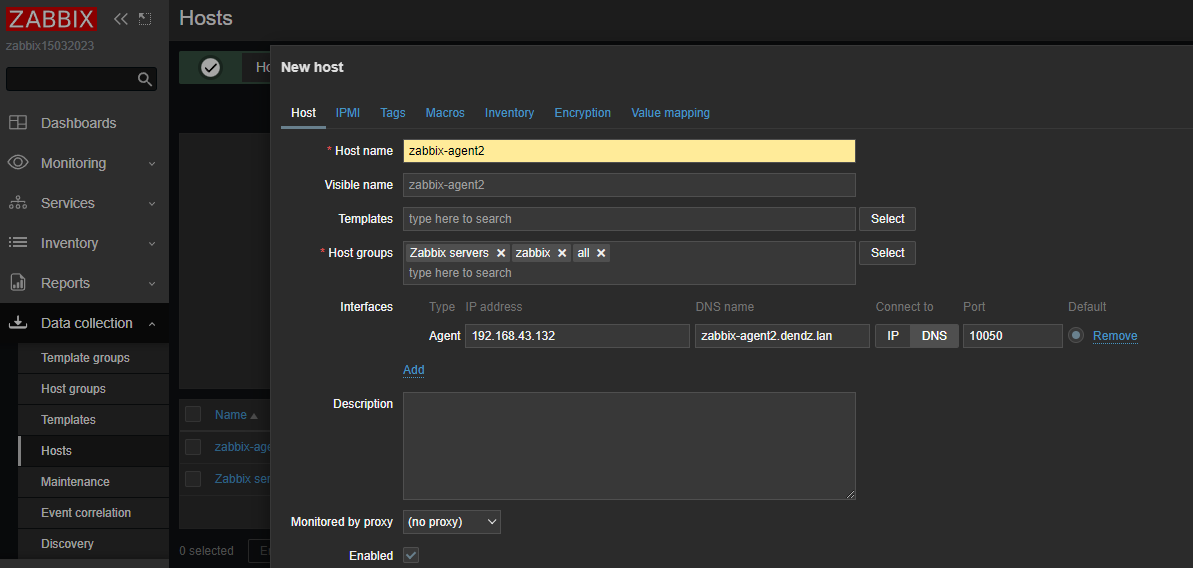 ZABBIX
zabbix15032023
Dashboards
Monitoring
Services
Inventory
Reports
Data collection
Template groups
Host groups
Templates
Hosts
Maintenance
Event correlation
Discovery
Hosts
Ho
Name
zabbix-age
Zabbix ser
0 selected
New host
Host IPMI Tags Macros Inventory Encryption Value mapping
* Host name zabbix-agent2
Visible name zabbix-agent2
Templates type here to search Select
* Host groups Zabbix servers zabbix all Select
type here to search
Interfaces Type IP address DNS name Connect to Port Default
Agent 192.168.43.132 zabbix-agent2.dendz.lan IP DNS 10050 Remove
Add
Description
Monitored by proxy (no proxy)
Enabled